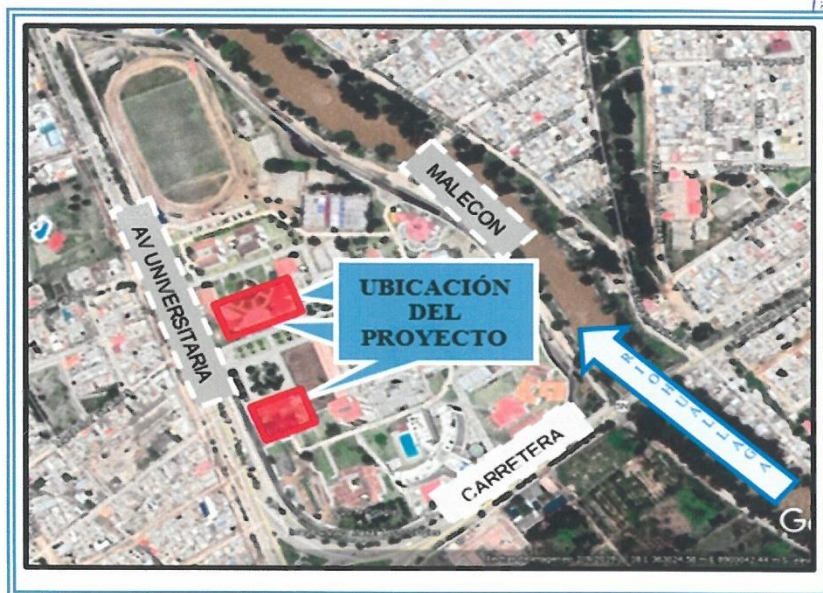 MALECON
AV UNIVERSITARIA
UBICACIÓN
DEL
PROYECTO
RIO HUALLAGA
CARRETERA